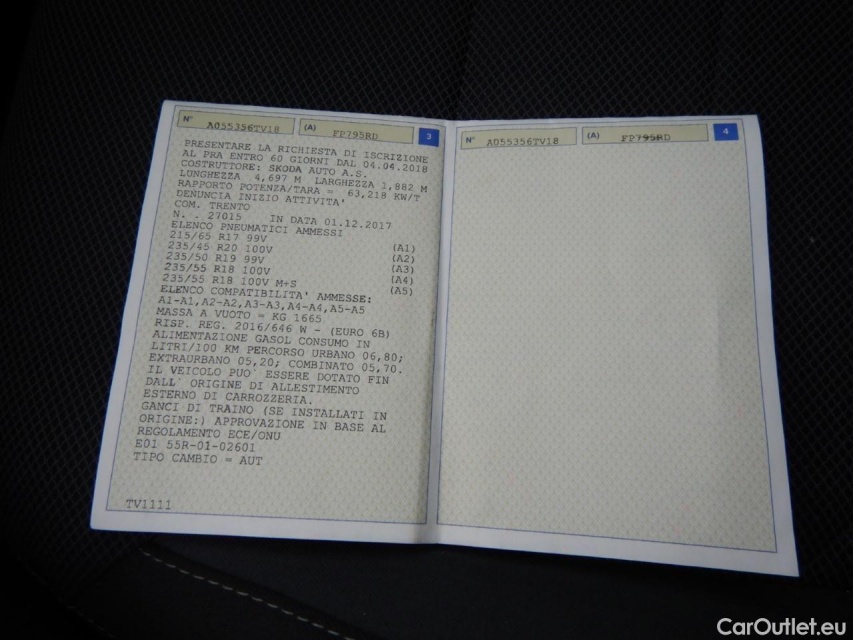 N° A055356TV18 (A) FP795RD 3
PRESENTARE LA RICHIESTA DI ISCRIZIONE
AL PRA ENTRO 60 GIORNI DAL 04.04.2018
COSTRUTTORE: SKODA AUTO A.S.
LUNGHEZZA 4,697 M LARGHEZZA 1,882 M
RAPPORTO POTENZA/TARA = 63,218 KW/T
DENUNCIA INIZIO ATTIVITA'
COM. TRENTO
N. . 27015 IN DATA 01.12.2017
ELENCO PNEUMATICI AMMESSI
215/65 R17 99V (A1)
235/45 R20 100V (A2)
235/50 R19 99V (A3)
235/55 R18 100V (A4)
235/55 R18 100V M+S (A5)
ELENCO COMPATIBILITA' AMMESSE:
A1-A1,A2-A2,A3-A3,A4-A4,A5-A5
MASSA A VUOTO = KG 1665
RISP. REG. 2016/646 W - (EURO 6B)
ALIMENTAZIONE GASOL CONSUMO IN
LITRI/100 KM PERCORSO URBANO 06,80;
EXTRAURBANO 05,20; COMBINATO 05,70.
IL VEICOLO PUO' ESSERE DOTATO FIN
DALL' ORIGINE DI ALLESTIMENTO
ESTERNO DI CARROZZERIA.
GANCI DI TRAINO (SE INSTALLATI IN
ORIGINE:) APPROVAZIONE IN BASE AL
REGOLAMENTO ECE/ONU
E01 55R-01-02601
TIPO CAMBIO = AUT
TV1111
N° A055356TV18 (A) FP795RD 4
CarOutlet.eu